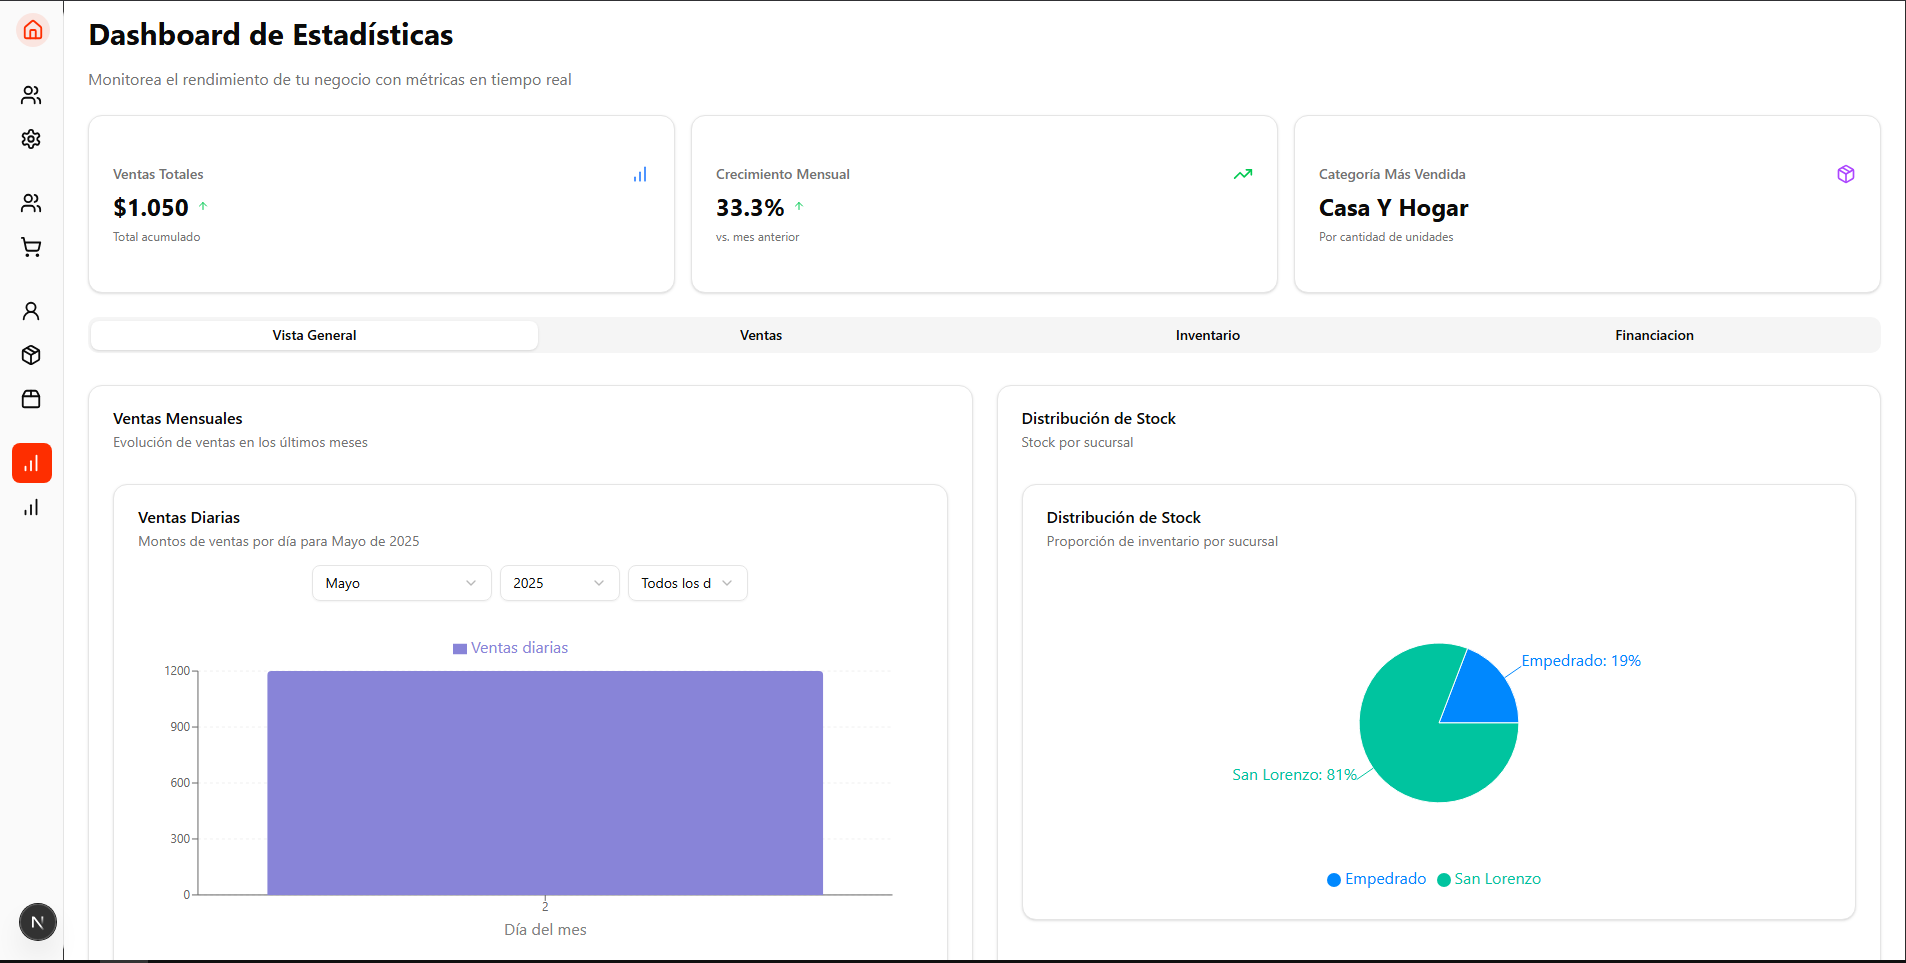 Dashboard de Estadísticas
Monitorea el rendimiento de tu negocio con métricas en tiempo real
Ventas Totales
$1.050
Total acumulado
Crecimiento Mensual
33.3%
vs. mes anterior
Categoría Más Vendida
Casa Y Hogar
Por cantidad de unidades
Vista General
Ventas
Inventario
Financiacion
Ventas Mensuales
Evolución de ventas en los últimos meses
Ventas Diarias
Montos de ventas por día para Mayo de 2025
Mayo
2025
Todos los d
Ventas diarias
1200
900
600
300
0
2
Día del mes
Distribución de Stock
Stock por sucursal
Distribución de Stock
Proporción de inventario por sucursal
Empedrado: 19%
San Lorenzo: 81%
Empedrado
San Lorenzo
N